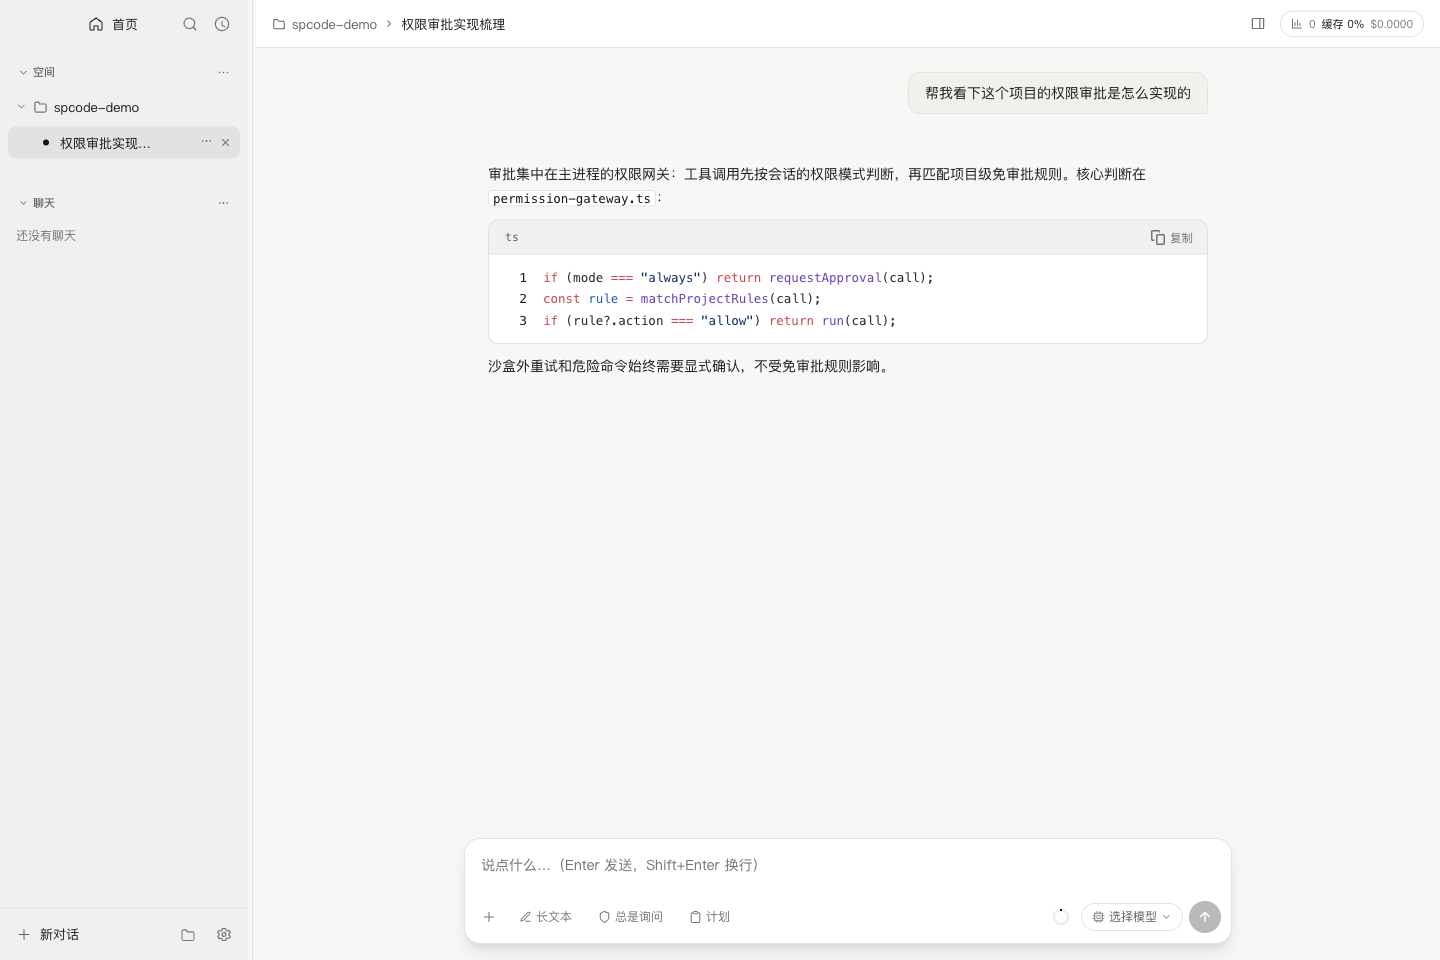 首页
空间
spcode-demo
权限审批实现...
聊天
还没有聊天
新对话
spcode-demo > 权限审批实现梳理
0 缓存 0% $0.0000
帮我看下这个项目的权限审批是怎么实现的
审批集中在主进程的权限网关：工具调用先按会话的权限模式判断，再匹配项目级免审批规则。核心判断在
permission-gateway.ts：
ts 复制
1 if (mode === "always") return requestApproval(call);
2 const rule = matchProjectRules(call);
3 if (rule?.action === "allow") return run(call);
沙盒外重试和危险命令始终需要显式确认，不受免审批规则影响。
说点什么...（Enter 发送，Shift+Enter 换行）
长文本 总是询问 计划 选择模型